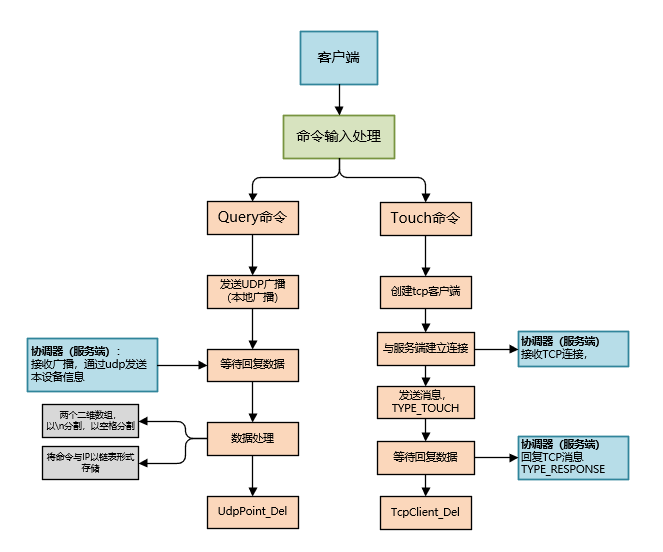 客户端
命令输入处理
Query命令
Touch命令
发送UDP广播
(本地广播)
创建tcp客户端
协调器（服务端）：
接收广播，通过udp发送
本设备信息
等待回复数据
与服务端建立连接
协调器（服务端）
接收TCP连接，
发送消息，
TYPE_TOUCH
两个二维数组，
以\n分割，以空格分割
数据处理
将命令与IP以链表形式
存储
等待回复数据
协调器（服务端）
回复TCP消息
TYPE_RESPONSE
UdpPoint_Del
TcpClient_Del